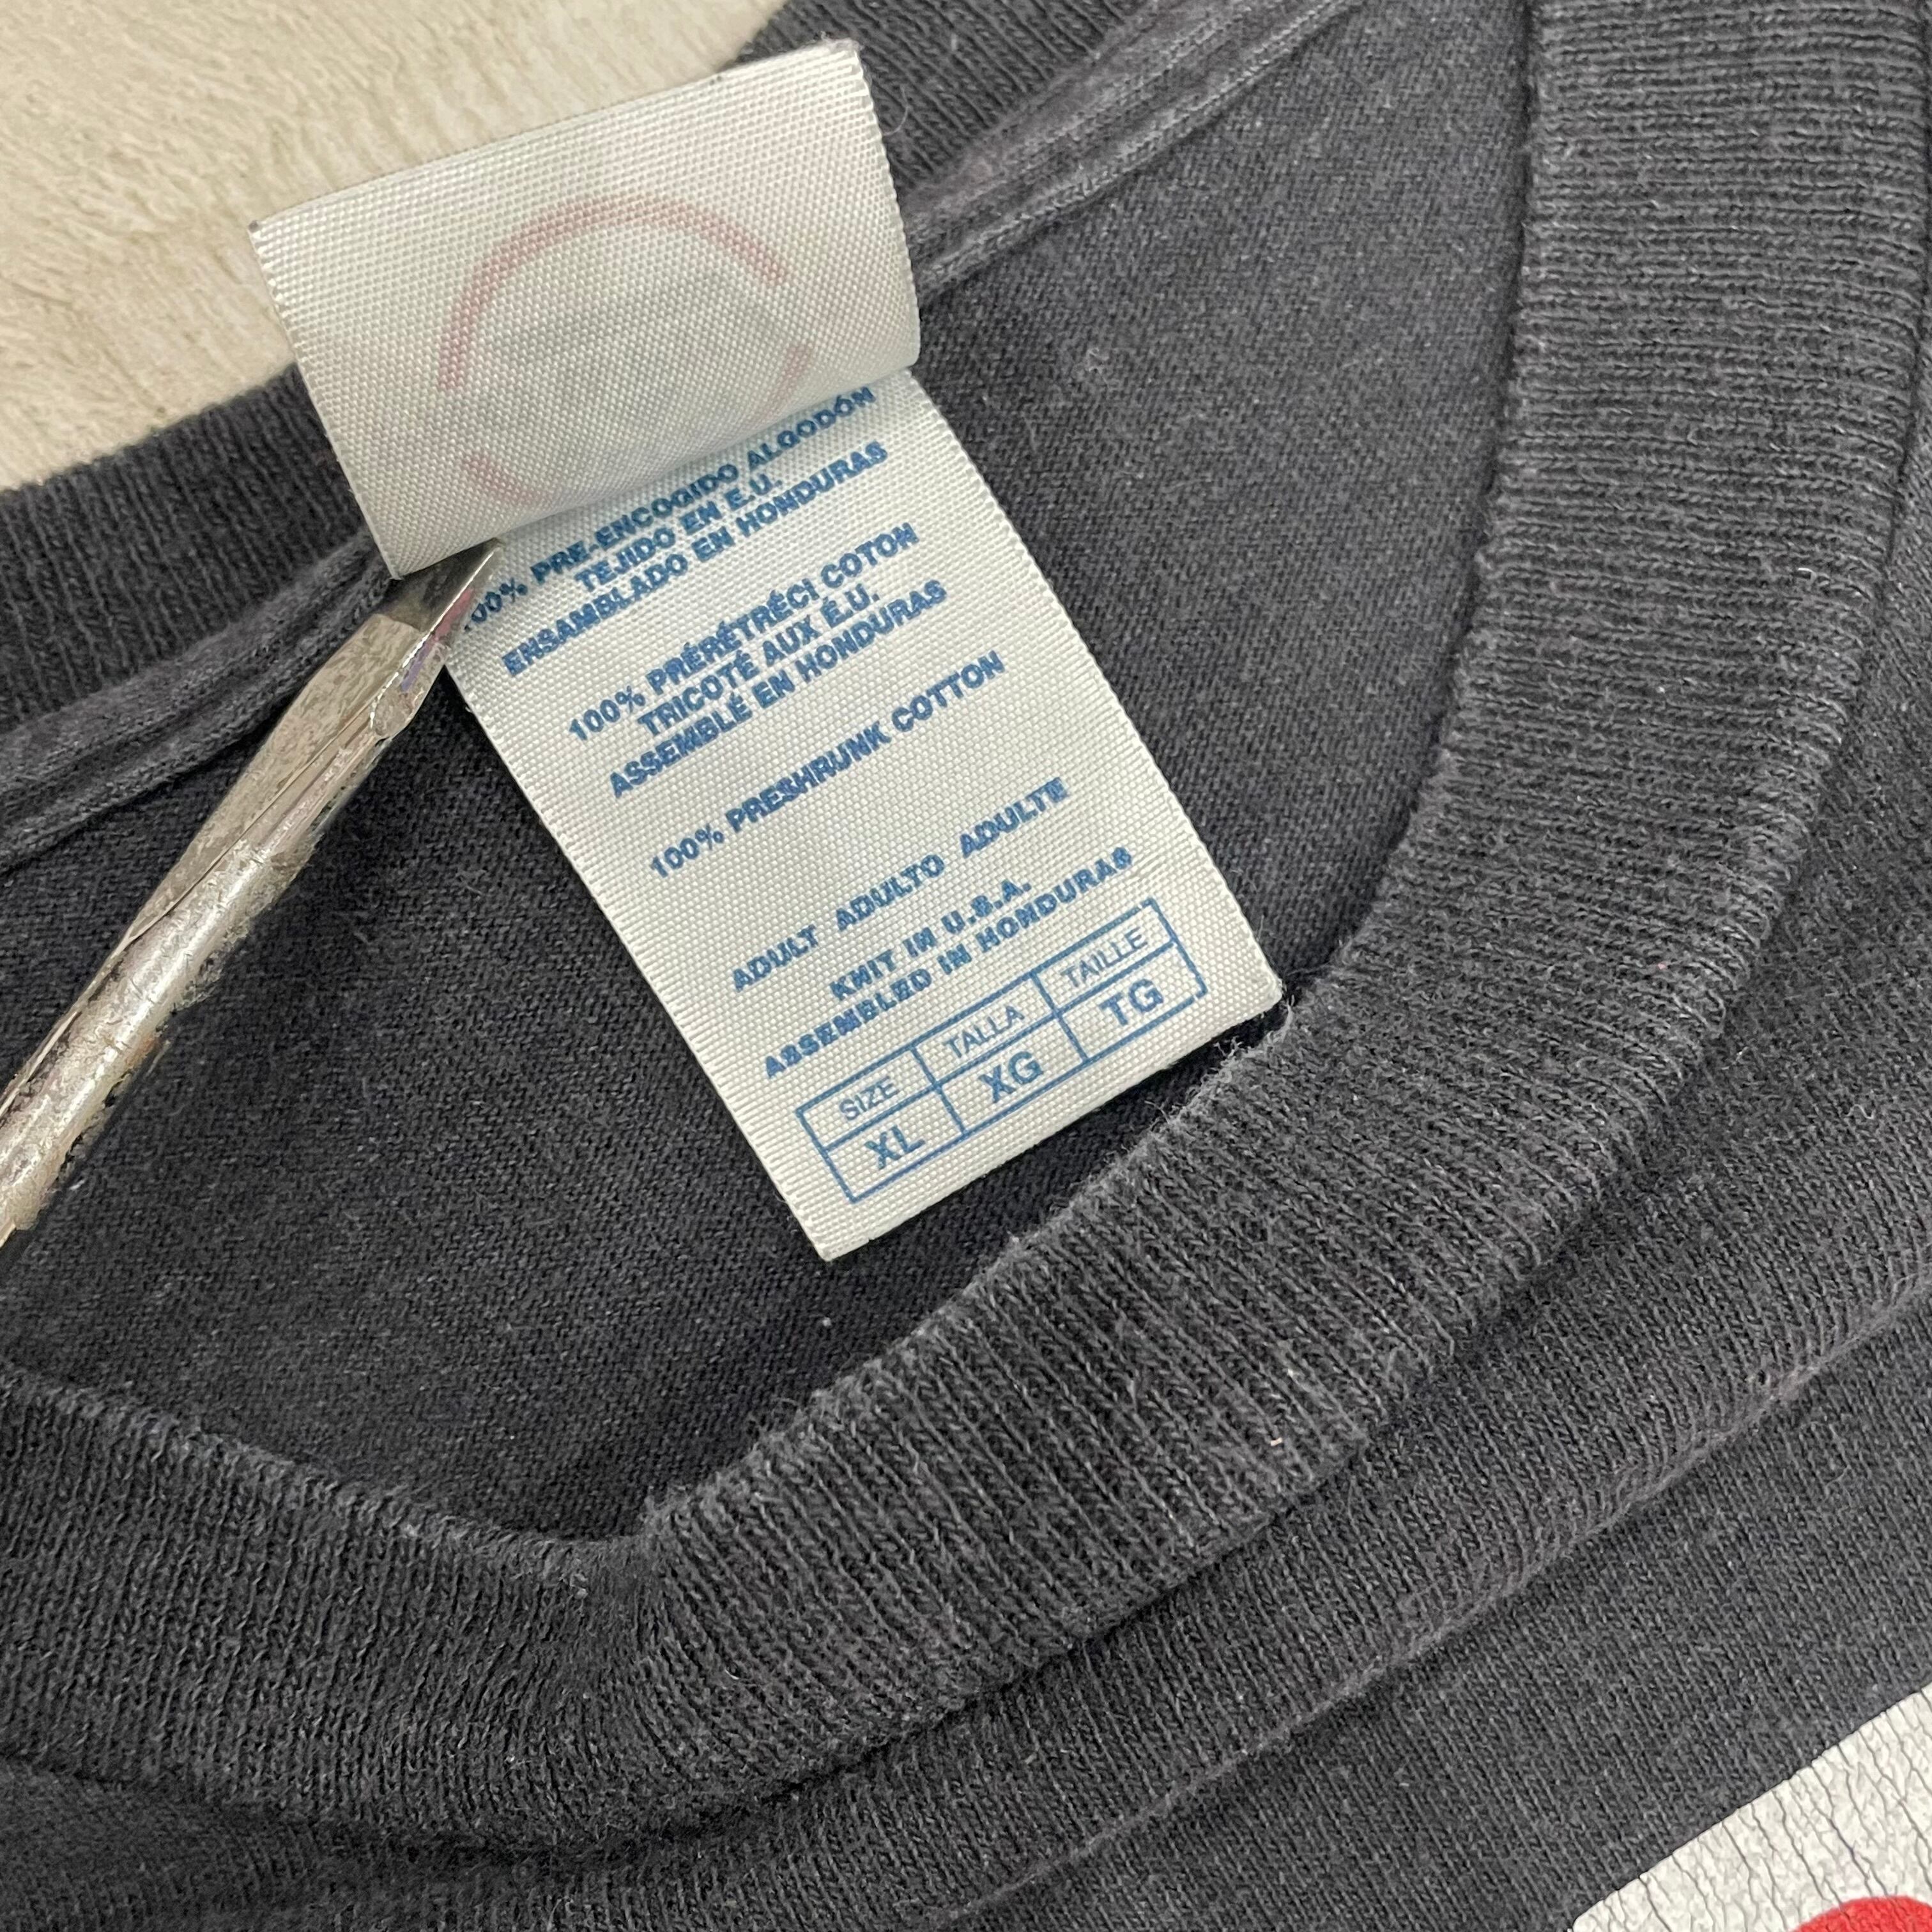 100% PRE-ENCOGIDO ALGODÓN
TEJIDO EN E.U.
ENSAMBLADO EN HONDURAS
100% PRÉRÉTRÉCI COTON
TRICOTÉ AUX É.U.
ASSEMBLÉ EN HONDURAS
100% PRESHRUNK COTTON
ADULT ADULTO ADULTE
KNIT IN U.S.A.
ASSEMBLED IN HONDURAS
SIZE TALLA TAILLE
XL XG TG